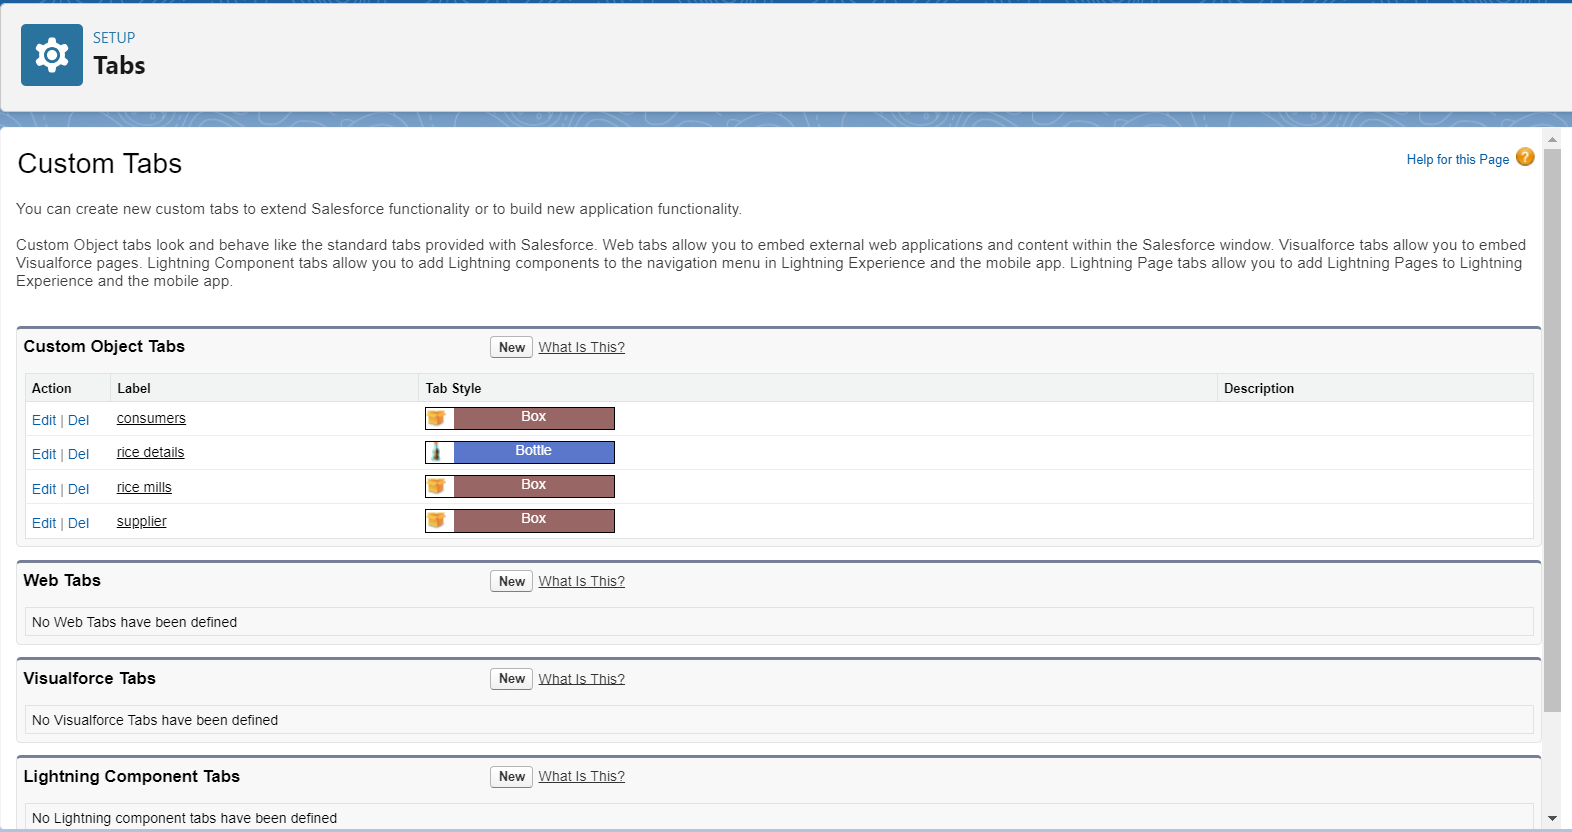 SETUP
Tabs
Custom Tabs
Help for this Page ?
You can create new custom tabs to extend Salesforce functionality or to build new application functionality.
Custom Object tabs look and behave like the standard tabs provided with Salesforce. Web tabs allow you to embed external web applications and content within the Salesforce window. Visualforce tabs allow you to embed
Visualforce pages. Lightning Component tabs allow you to add Lightning components to the navigation menu in Lightning Experience and the mobile app. Lightning Page tabs allow you to add Lightning Pages to Lightning
Experience and the mobile app.
Custom Object Tabs New What Is This?
Action Label Tab Style Description
Edit | Del consumers Box
Edit | Del rice details Bottle
Edit | Del rice mills Box
Edit | Del supplier Box
Web Tabs New What Is This?
No Web Tabs have been defined
Visualforce Tabs New What Is This?
No Visualforce Tabs have been defined
Lightning Component Tabs New What Is This?
No Lightning component tabs have been defined